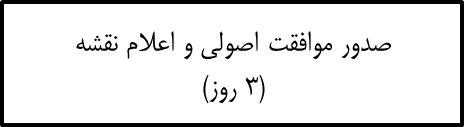 صدور موافقت اصولی و اعلام نقشه
(۳ روز)